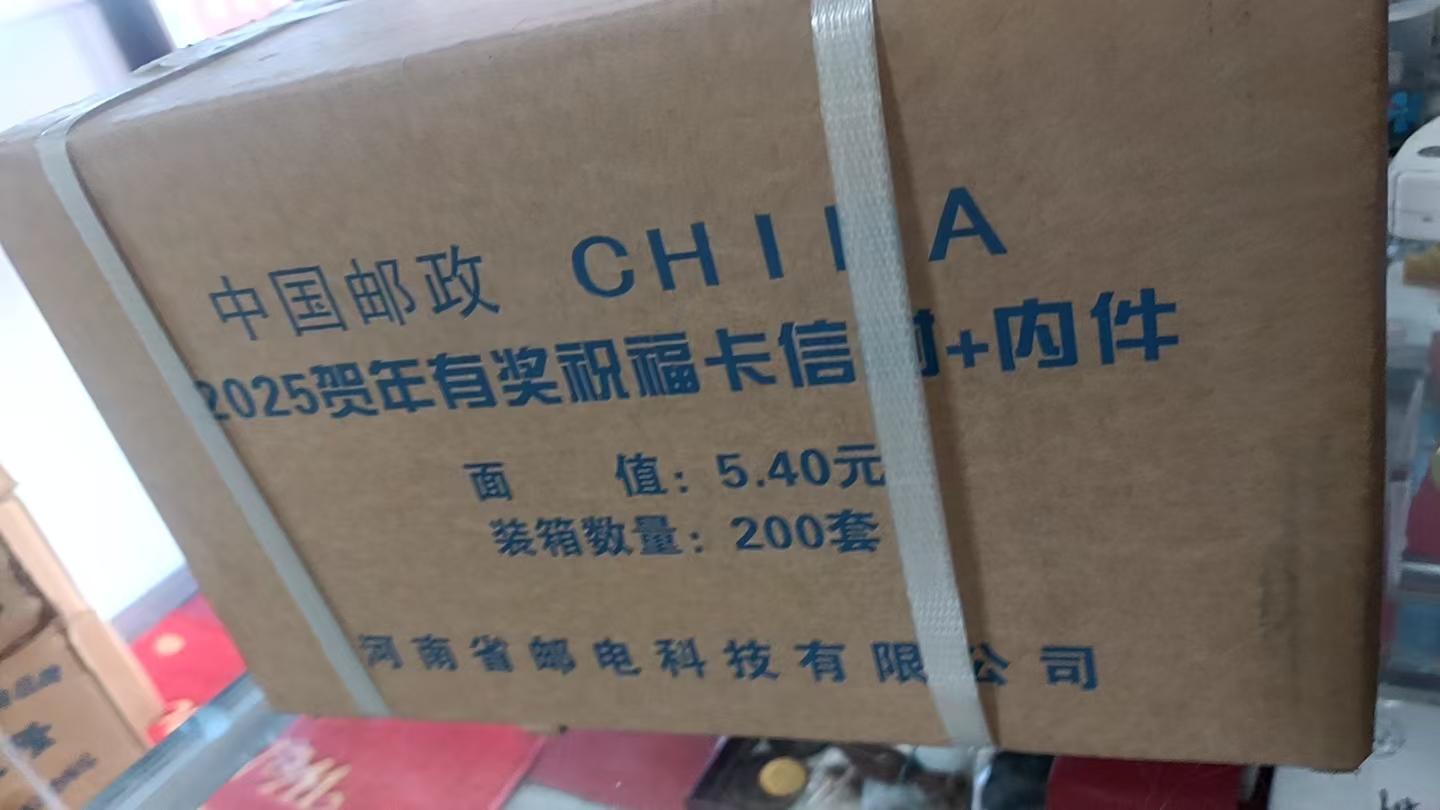 中国邮政 CHINA
2025贺年有奖祝福卡信封+内件
面 值：5.40元
装箱数量：200套
河南省邮电科技有限公司